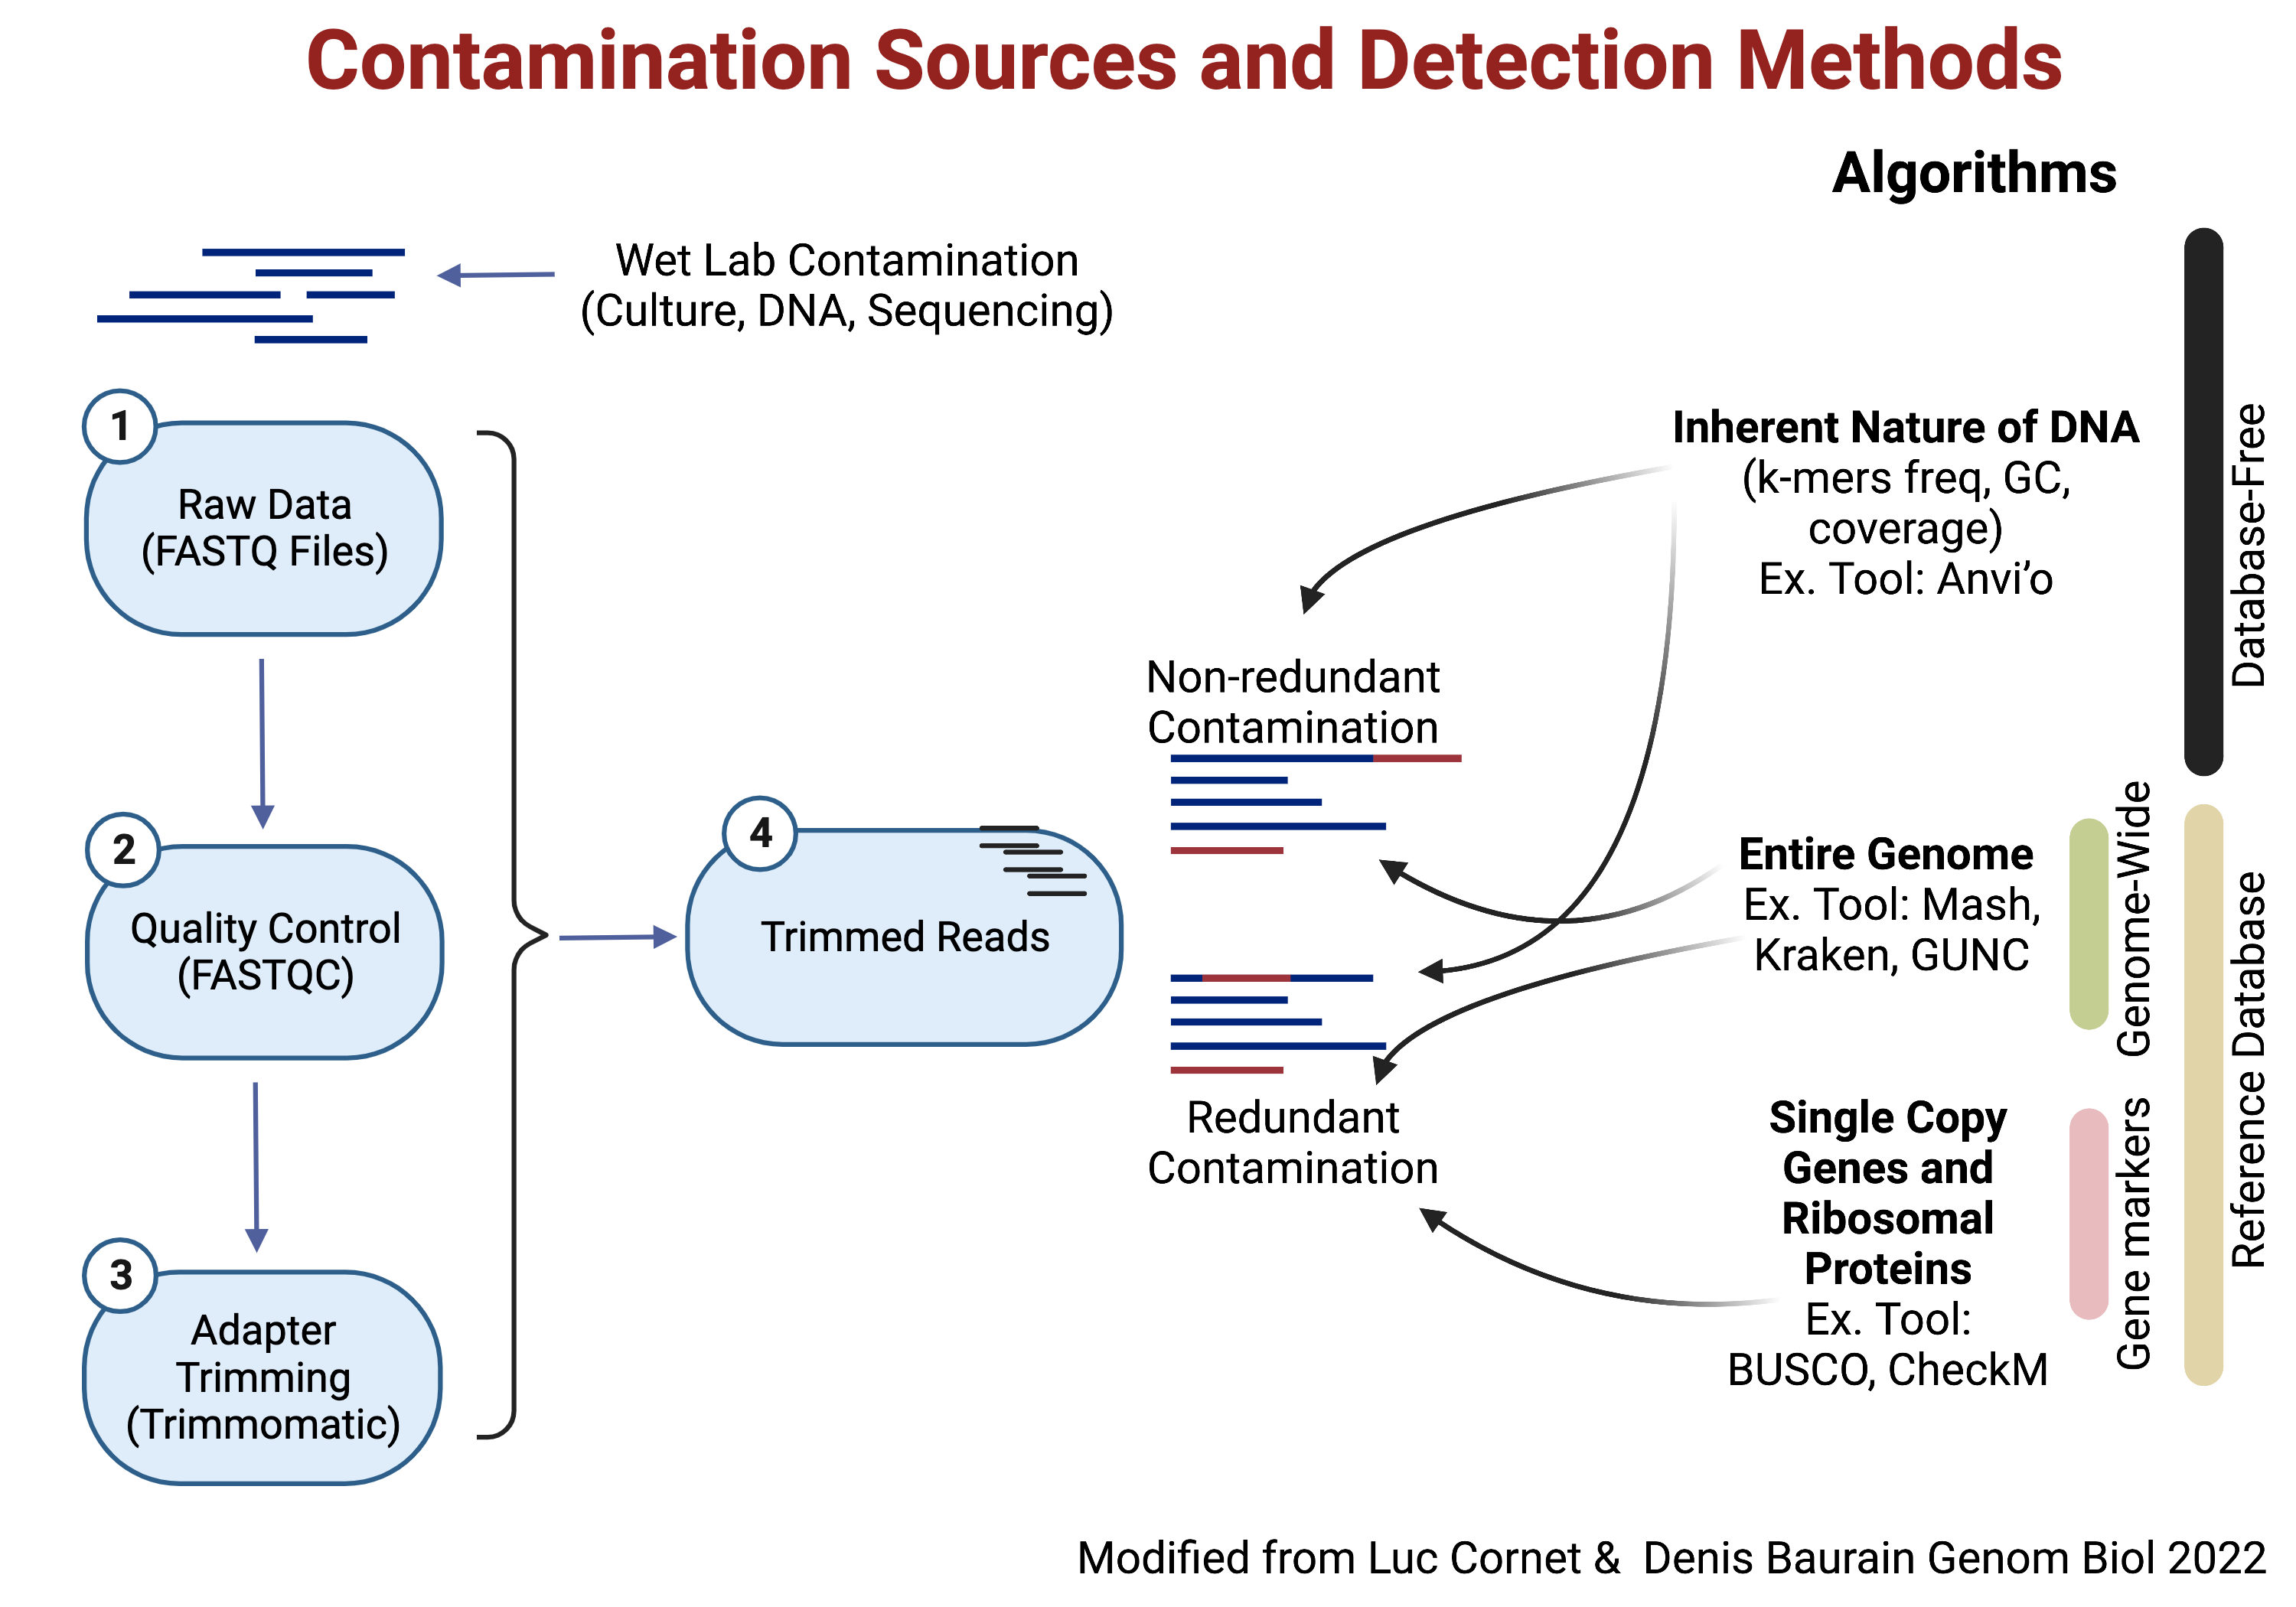 Contamination Sources and Detection Methods
Algorithms
Wet Lab Contamination
(Culture, DNA, Sequencing)
1
Raw Data
(FASTQ Files)
2
Quality Control
(FASTQC)
3
Adapter
Trimming
(Trimmomatic)
4
Trimmed Reads
Non-redundant
Contamination
Redundant
Contamination
Inherent Nature of DNA
(k-mers freq, GC,
coverage)
Ex. Tool: Anvi’o
Entire Genome
Ex. Tool: Mash,
Kraken, GUNC
Single Copy
Genes and
Ribosomal
Proteins
Ex. Tool:
BUSCO, CheckM
Genome-Wide
Gene markers
Database-Free
Reference Database
Modified from Luc Cornet &  Denis Baurain Genom Biol 2022